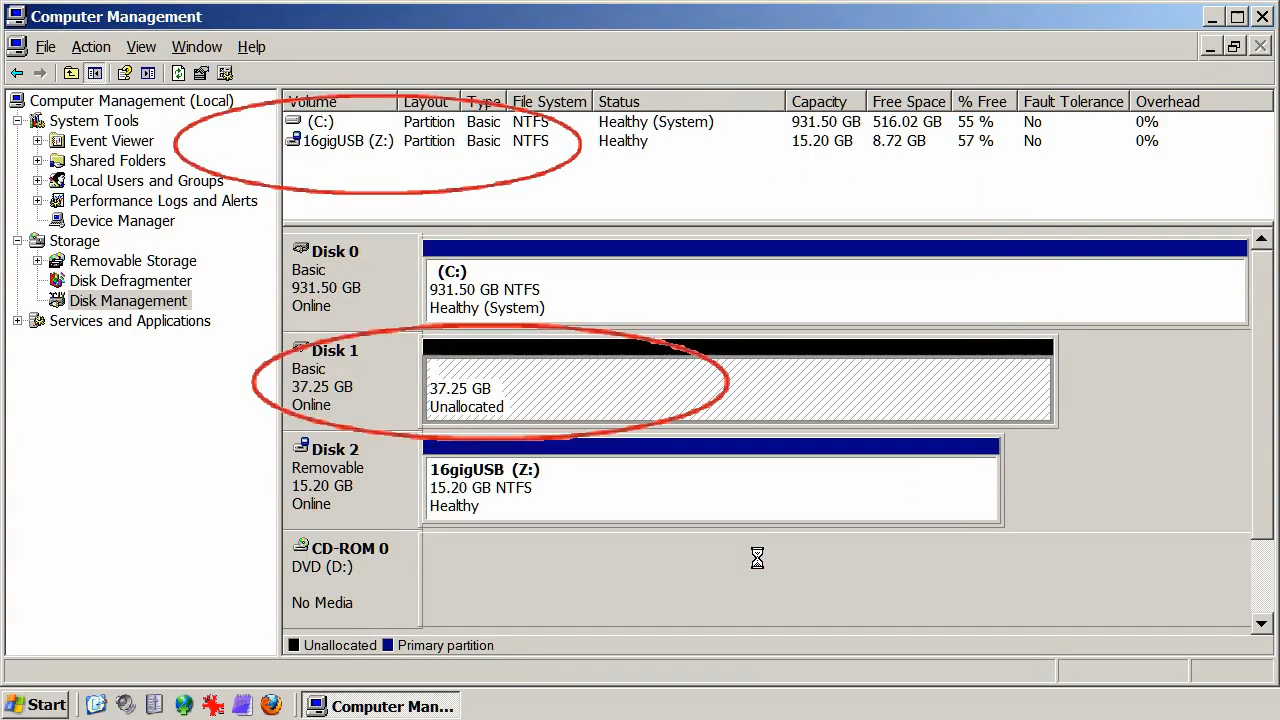 Computer Management
File Action View Window Help
Computer Management (Local)
System Tools
Event Viewer
Shared Folders
Local Users and Groups
Performance Logs and Alerts
Device Manager
Storage
Removable Storage
Disk Defragmenter
Disk Management
Services and Applications
Volume Layout Type File System Status Capacity Free Space % Free Fault Tolerance Overhead
(C:) Partition Basic NTFS Healthy (System) 931.50 GB 516.02 GB 55 % No 0%
16gigUSB (Z:) Partition Basic NTFS Healthy 15.20 GB 8.72 GB 57 % No 0%
Disk 0
Basic
931.50 GB
Online
(C:)
931.50 GB NTFS
Healthy (System)
Disk 1
Basic
37.25 GB
Online
37.25 GB
Unallocated
Disk 2
Removable
15.20 GB
Online
16gigUSB (Z:)
15.20 GB NTFS
Healthy
CD-ROM 0
DVD (D:)
No Media
Unallocated Primary partition
Start Computer Man...